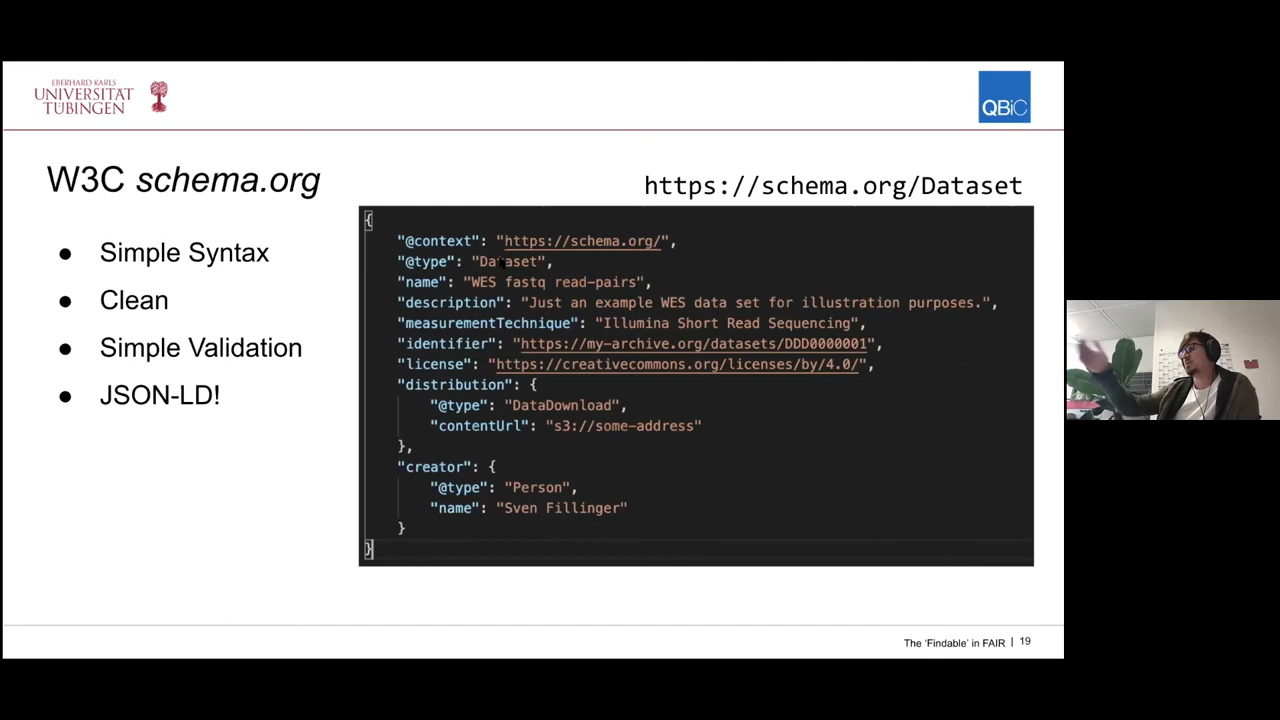 EBERHARD KARLS
UNIVERSITÄT
TÜBINGEN
QBiC
W3C schema.org
https://schema.org/Dataset
● Simple Syntax
● Clean
● Simple Validation
● JSON-LD!
{
"@context": "https://schema.org/",
"@type": "Dataset",
"name": "WES fastq read-pairs",
"description": "Just an example WES data set for illustration purposes.",
"measurementTechnique": "Illumina Short Read Sequencing",
"identifier": "https://my-archive.org/datasets/DDD0000001",
"license": "https://creativecommons.org/licenses/by/4.0/",
"distribution": {
"@type": "DataDownload",
"contentUrl": "s3://some-address"
},
"creator": {
"@type": "Person",
"name": "Sven Fillinger"
}
}
The 'Findable' in FAIR | 19